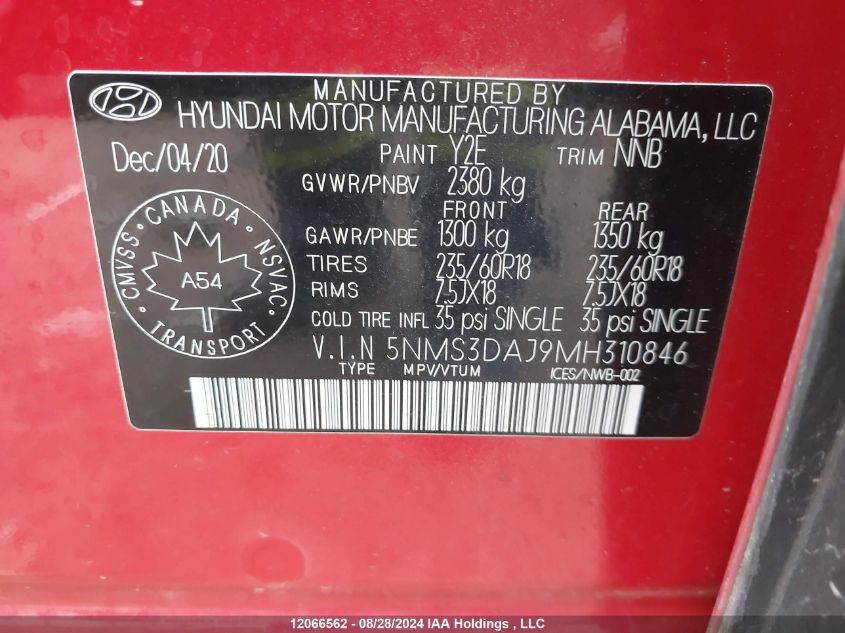 MANUFACTURED BY
HYUNDAI MOTOR MANUFACTURING ALABAMA, LLC
Dec/04/20 PAINT Y2E TRIM NNB
GVWR/PNBV 2380 kg
FRONT REAR
GAWR/PNBE 1300 kg 1350 kg
TIRES 235/60R18 235/60R18
RIMS 7.5JX18 7.5JX18
COLD TIRE INFL 35 psi SINGLE 35 psi SINGLE
V.I.N 5NMS3DAJ9MH310846
TYPE MPV/VTUM ICES/NWB-002
CMVSS · CANADA · NSVAC · TRANSPORT ·
A54
12066562 - 08/28/2024 IAA Holdings , LLC